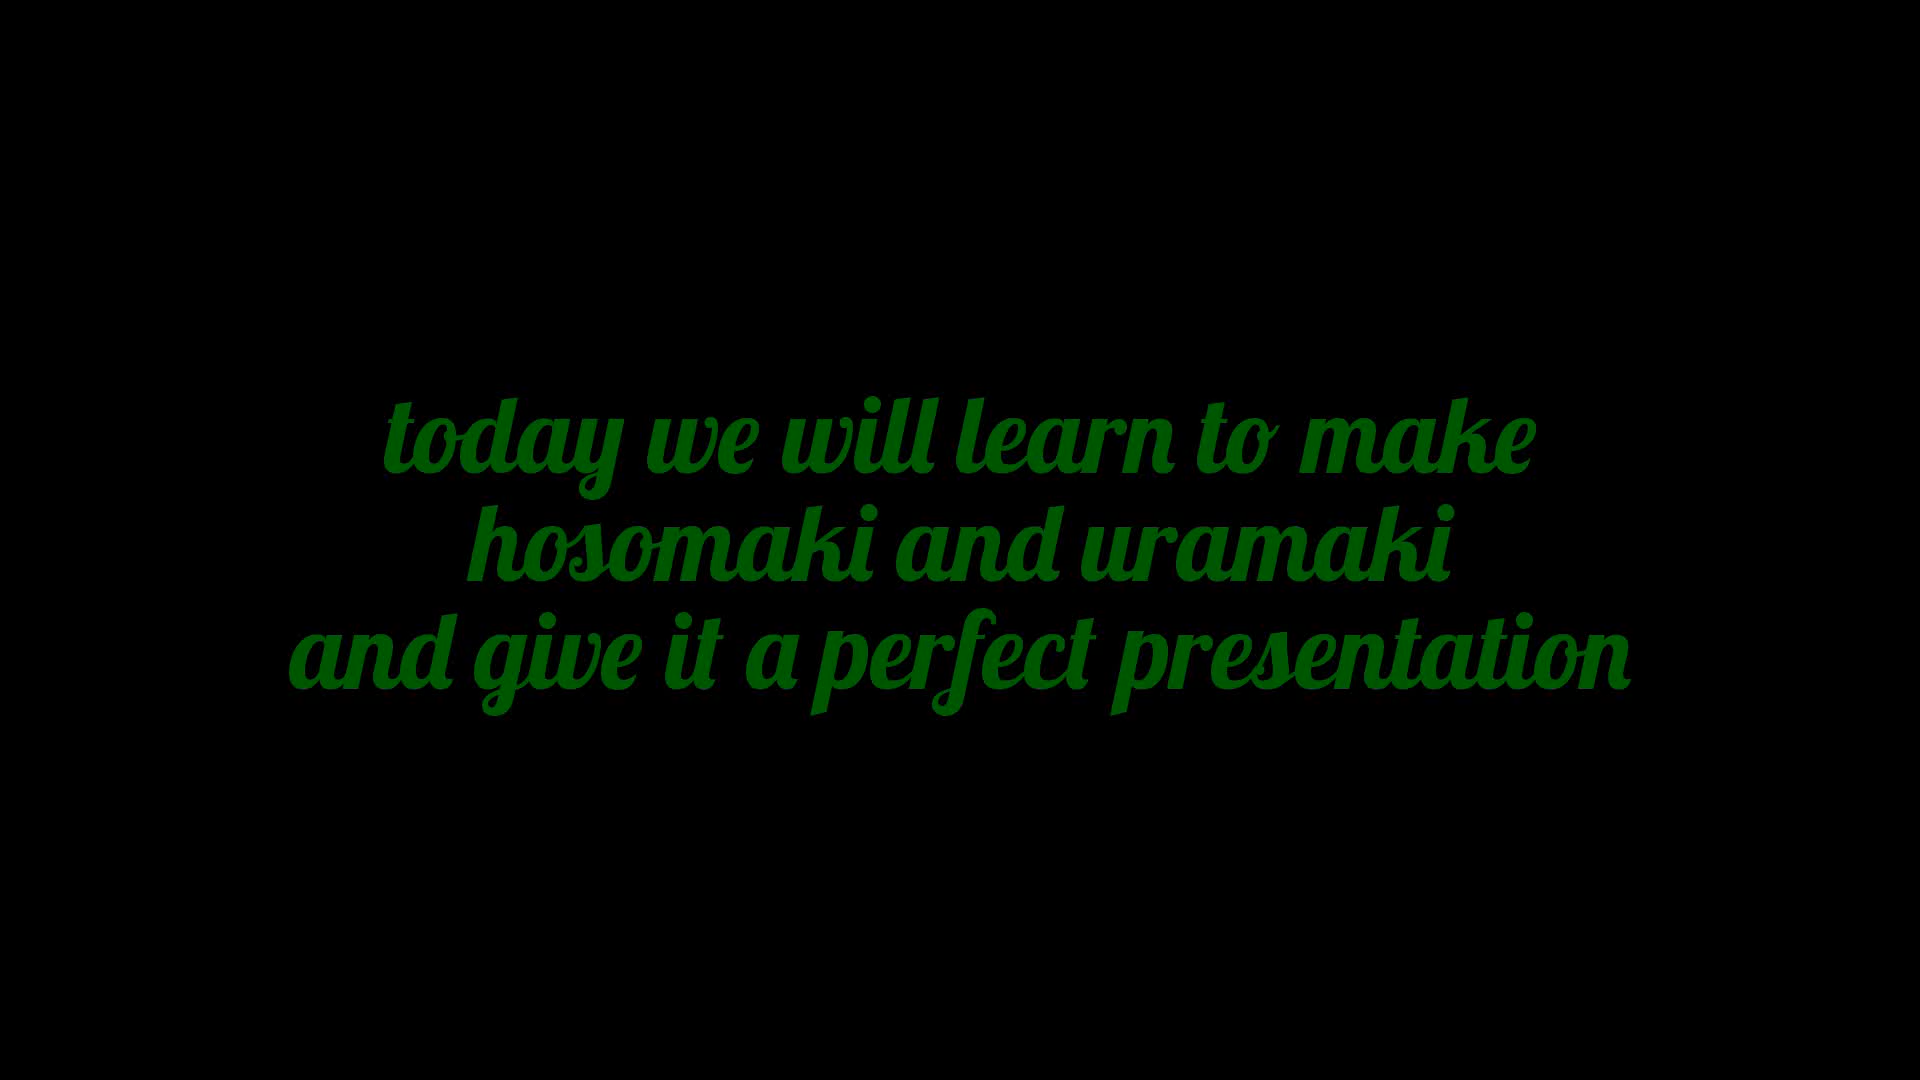 today we will learn to make
hosomaki and uramaki
and give it a perfect presentation